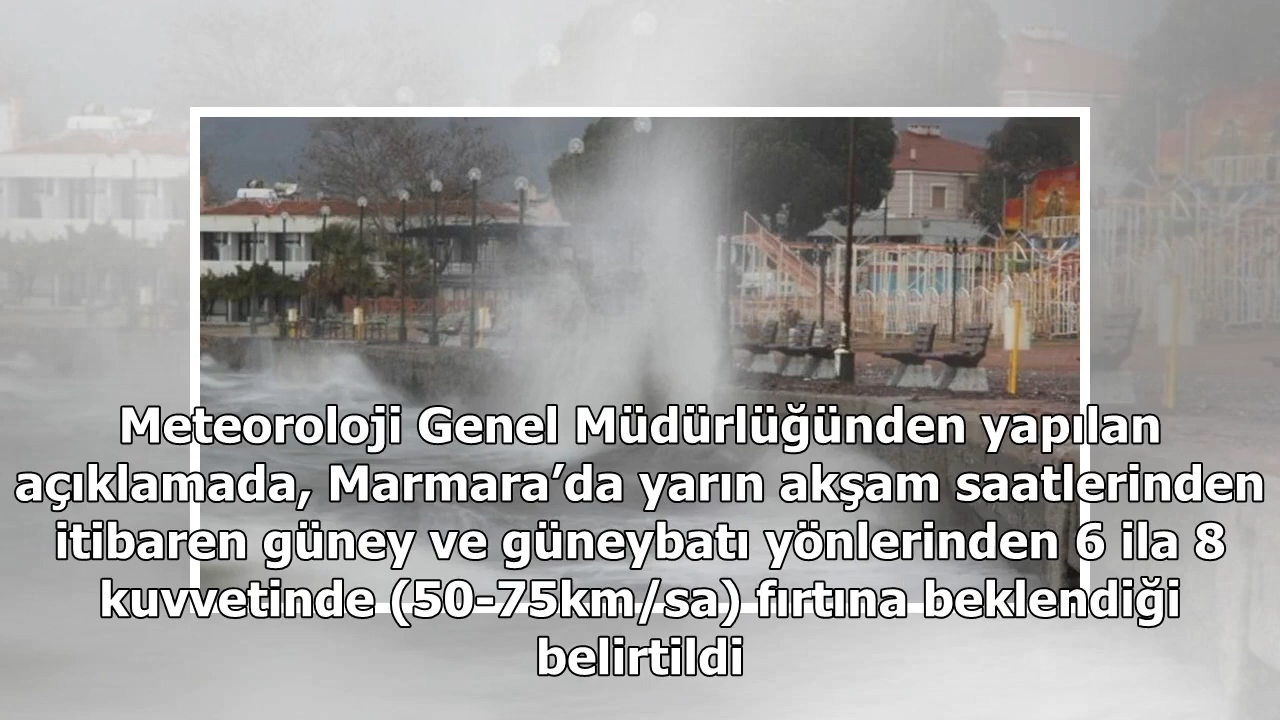 Meteoroloji Genel Müdürlüğünden yapılan
açıklamada, Marmara’da yarın akşam saatlerinden
itibaren güney ve güneybatı yönlerinden 6 ila 8
kuvvetinde (50-75km/sa) fırtına beklendiği
belirtildi